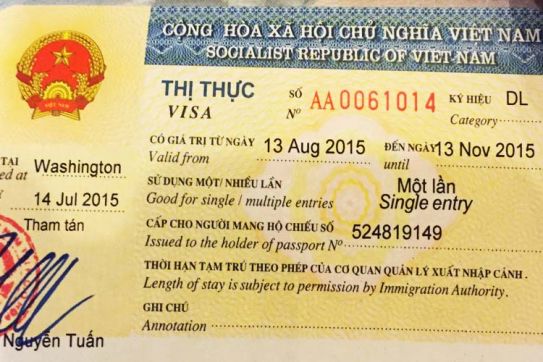 CỘNG HÒA XÃ HỘI CHỦ NGHĨA VIỆT NAM
SOCIALIST REPUBLIC OF VIET NAM
VIỆT NAM
THỊ THỰC SỐ AA0061014 KÝ HIỆU DL
VISA Nº Category
CÓ GIÁ TRỊ TỪ NGÀY 13 Aug 2015 ĐẾN NGÀY 13 Nov 2015
Valid from until
TẠI Washington
ed at
SỬ DỤNG MỘT/ NHIỀU LẦN Một lần
Good for single / multiple entries Single entry
14 Jul 2015
Tham tán
CẤP CHO NGƯỜI MANG HỘ CHIẾU SỐ 524819149
Issued to the holder of passport Nº
THỜI HẠN TẠM TRÚ THEO PHÉP CỦA CƠ QUAN QUẢN LÝ XUẤT NHẬP CẢNH .
Length of stay is subject to permission by Immigration Authority .
GHI CHÚ
Annotation
Nguyễn Tuấn